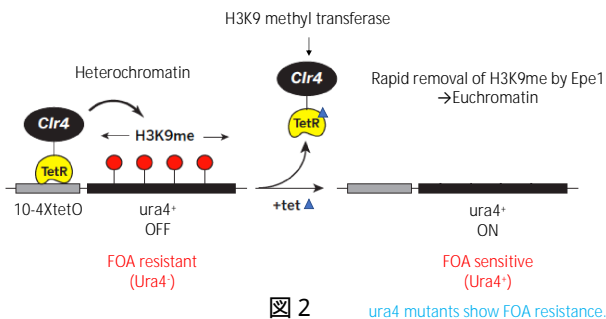 H3K9 methyl transferase
Heterochromatin
Clr4
TetR
H3K9me
10-4XtetO
ura4⁺
OFF
FOA resistant
(Ura4⁻)
Clr4
TetR
+tet
Rapid removal of H3K9me by Epe1
→Euchromatin
ura4⁺
ON
FOA sensitive
(Ura4⁺)
図 2
ura4 mutants show FOA resistance.